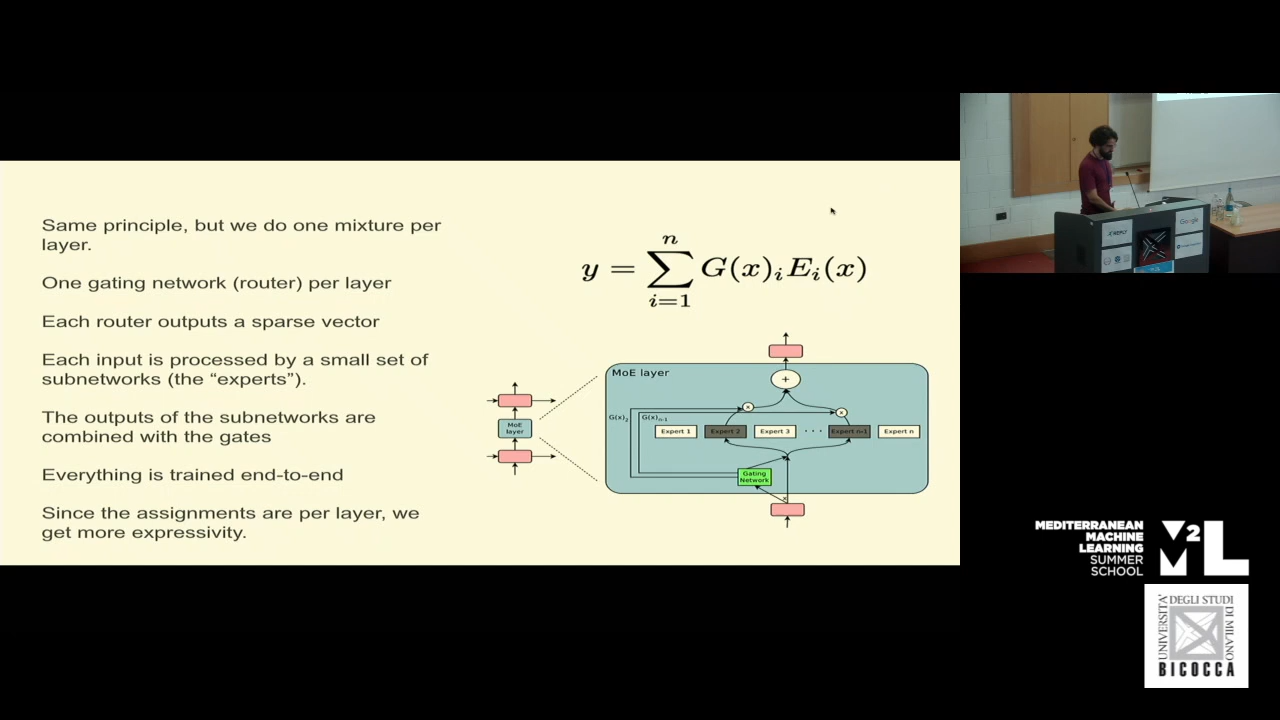 Same principle, but we do one mixture per
layer.
One gating network (router) per layer
Each router outputs a sparse vector
Each input is processed by a small set of
subnetworks (the “experts”).
The outputs of the subnetworks are
combined with the gates
Everything is trained end-to-end
Since the assignments are per layer, we
get more expressivity.
y = ∑_{i=1}^{n} G(x)_i E_i(x)
MoE
layer
MoE layer
+
x
x
G(x)₂
G(x)ₙ₋₁
Expert 1
Expert 2
Expert 3
· · ·
Expert n-1
Expert n
Gating
Network
x
REPLY
Google
MEDITERRANEAN
MACHINE
LEARNING
SUMMER
SCHOOL
M²L
UNIVERSITÀ
DEGLI STUDI
DI MILANO
BICOCCA